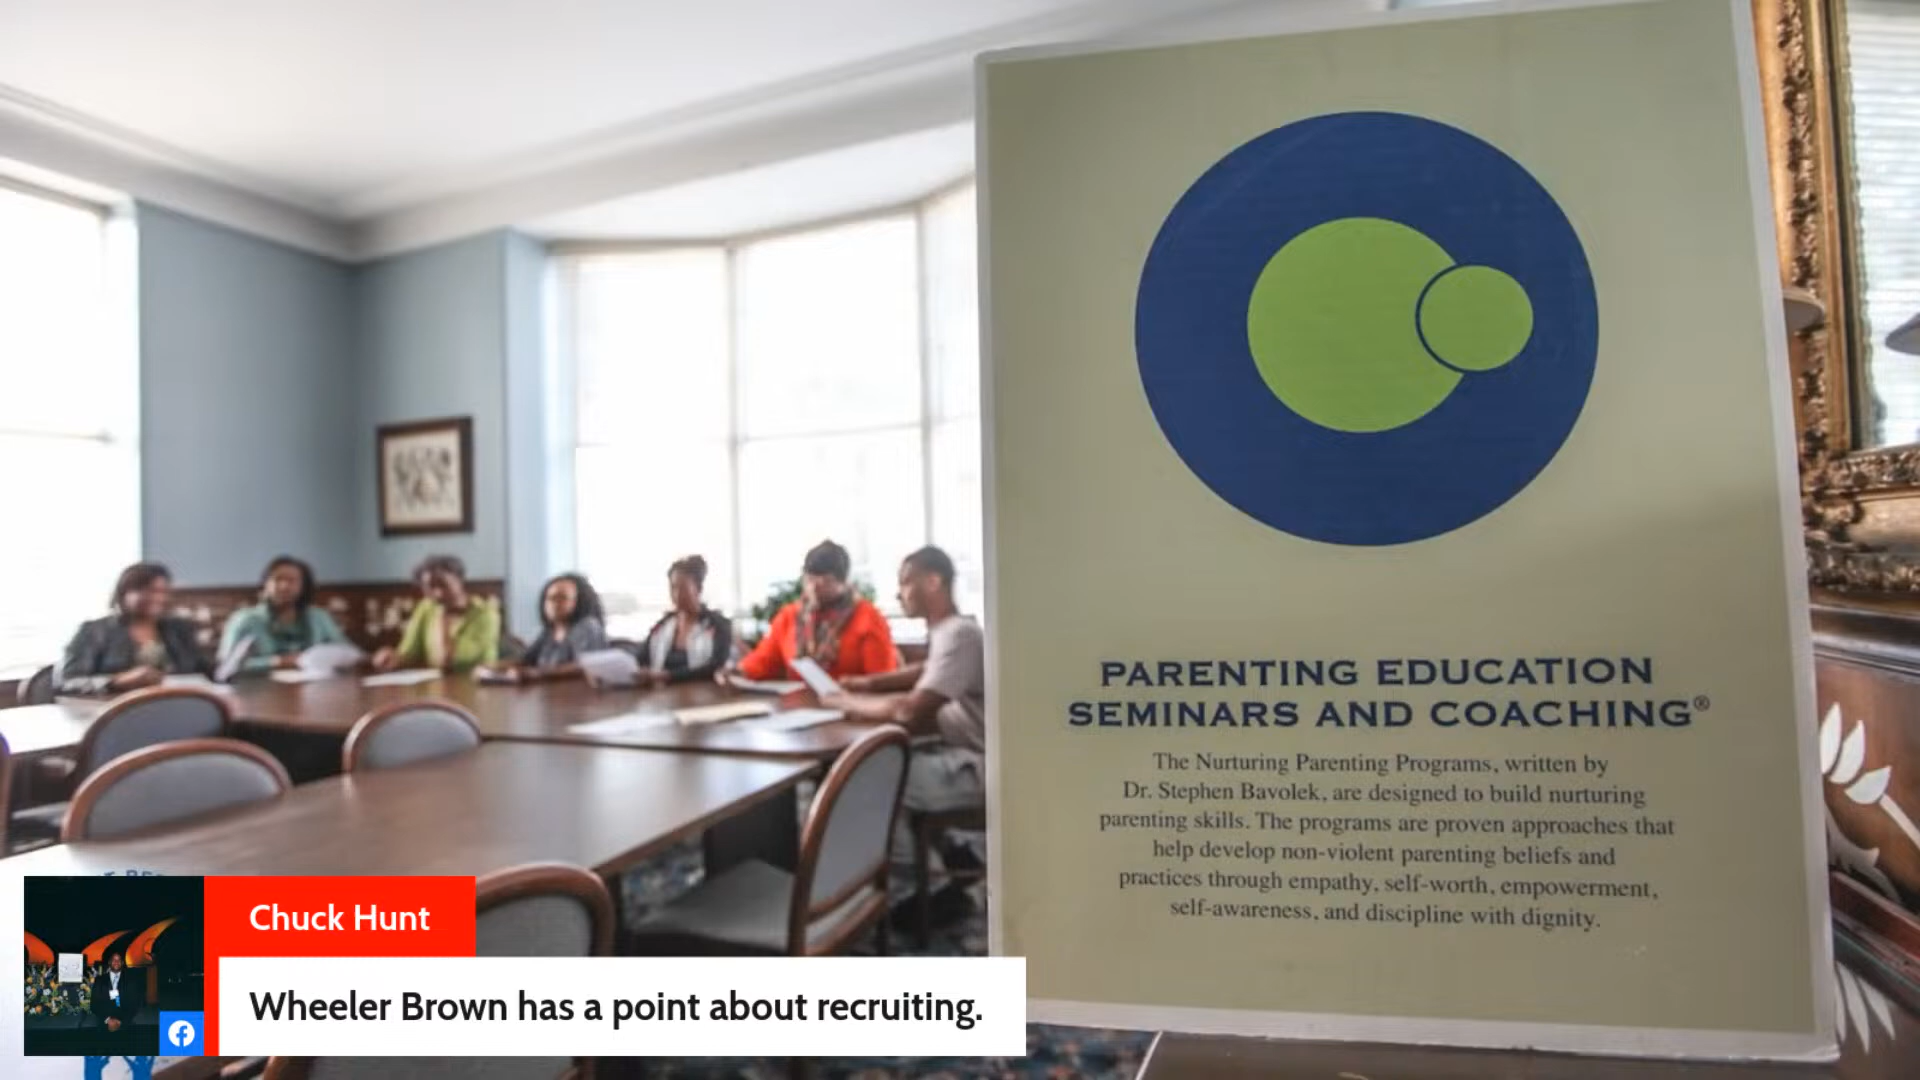 PARENTING EDUCATION
SEMINARS AND COACHING®
The Nurturing Parenting Programs, written by
Dr. Stephen Bavolek, are designed to build nurturing
parenting skills. The programs are proven approaches that
help develop non-violent parenting beliefs and
practices through empathy, self-worth, empowerment,
self-awareness, and discipline with dignity.
Chuck Hunt
Wheeler Brown has a point about recruiting.